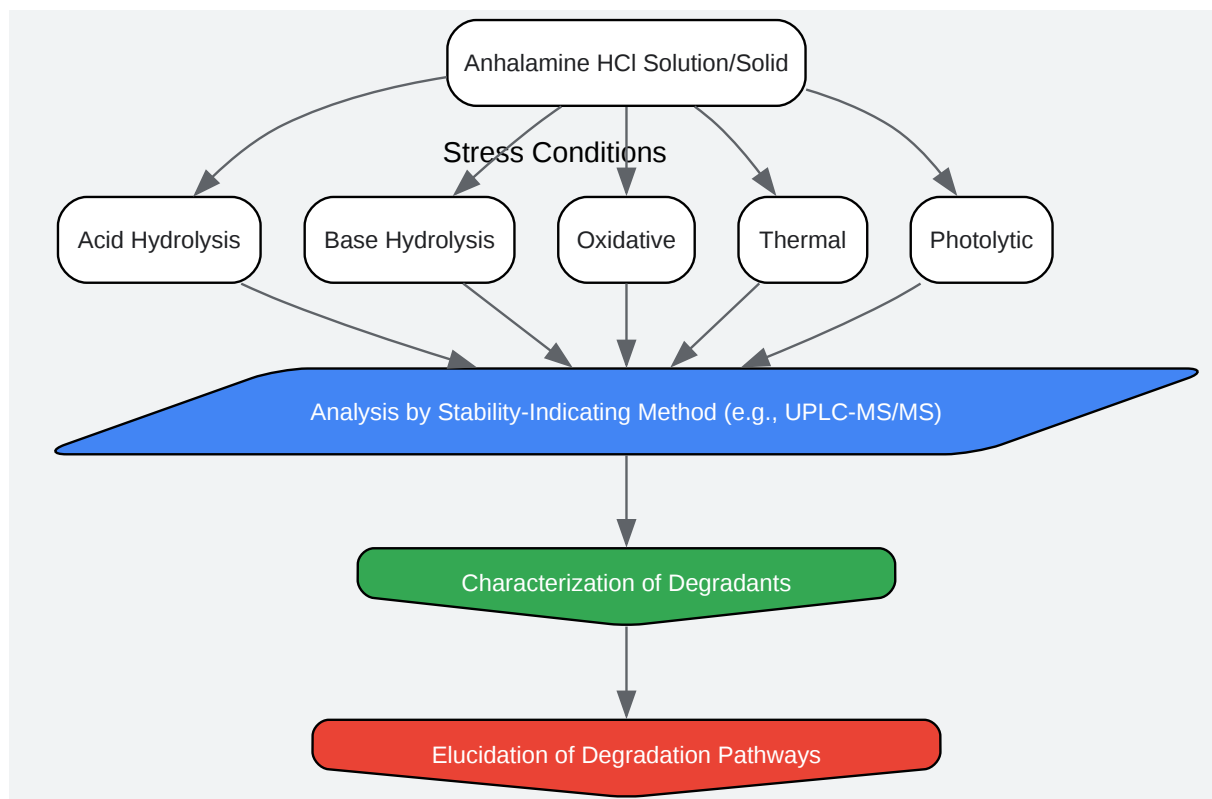 Anhalamine HCl Solution/Solid
Stress Conditions
Acid Hydrolysis
Base Hydrolysis
Oxidative
Thermal
Photolytic
Analysis by Stability-Indicating Method (e.g., UPLC-MS/MS)
Characterization of Degradants
Elucidation of Degradation Pathways